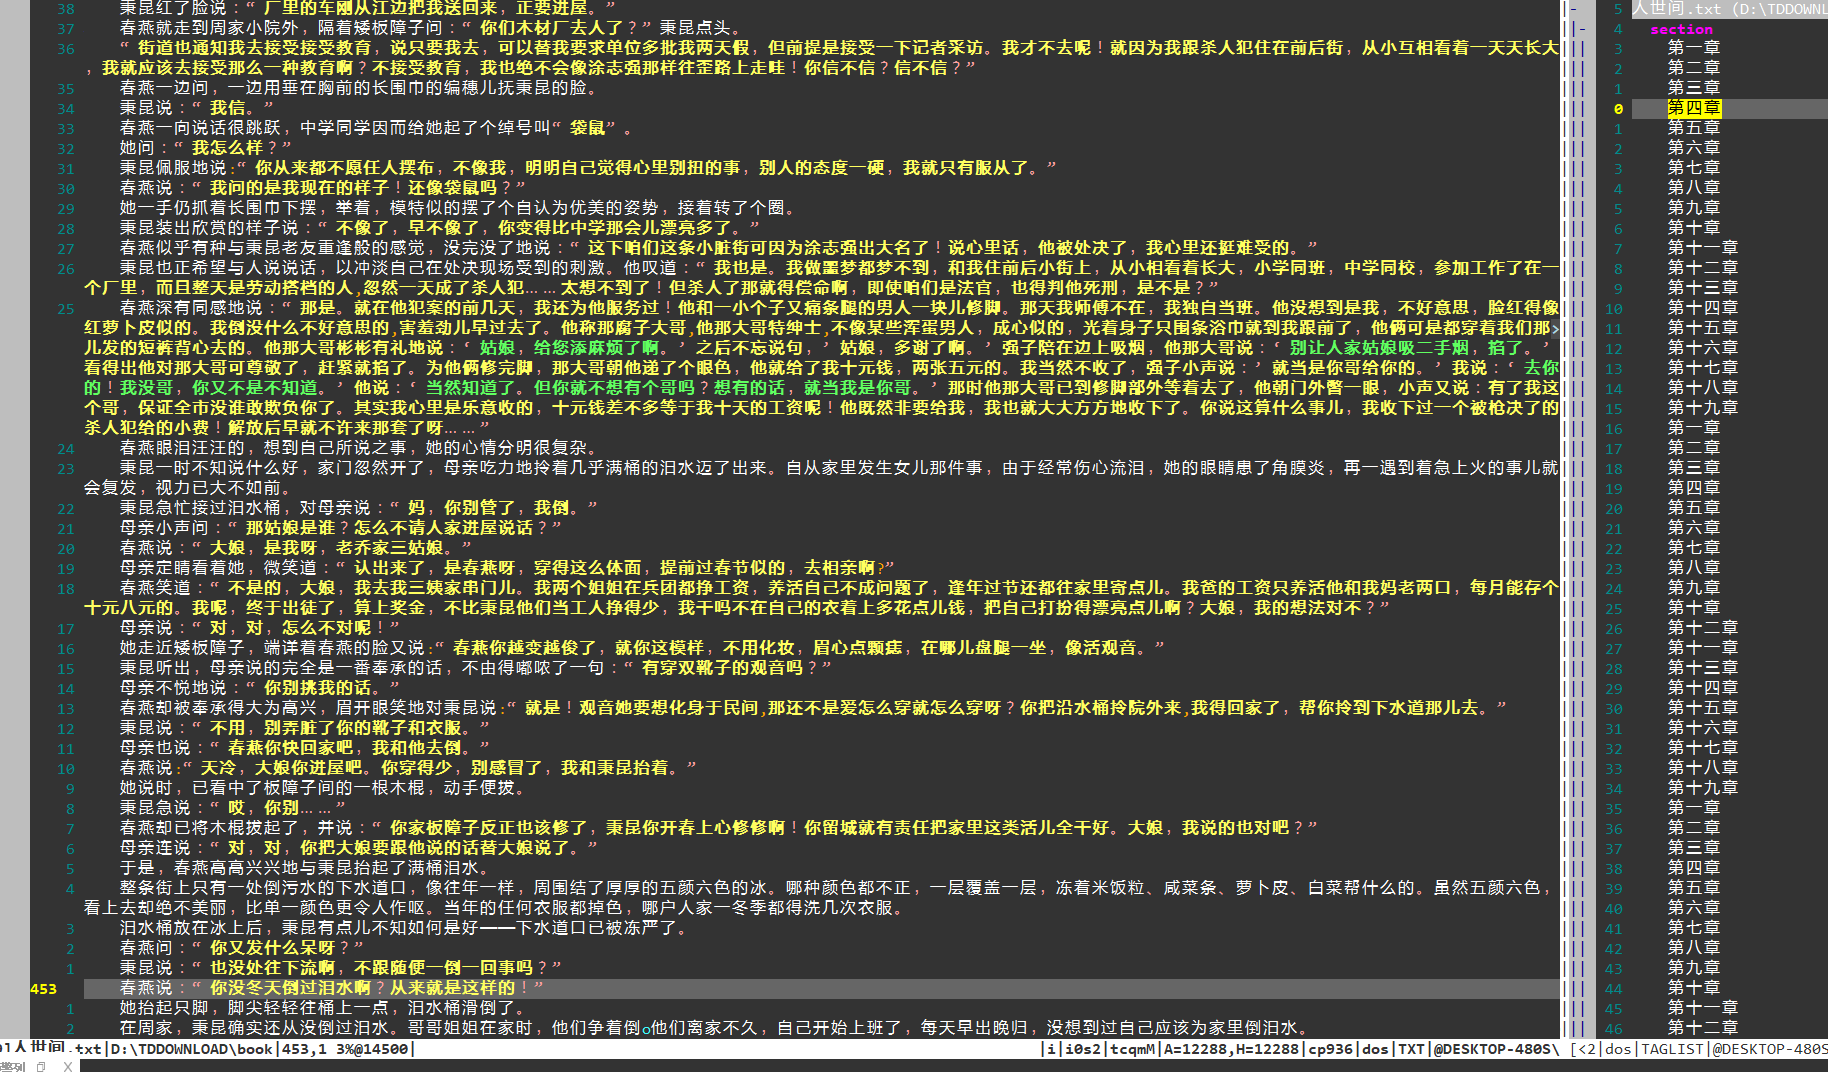 38 秉昆红了脸说：“ 厂里的车刚从江边把我送回来，正要进屋。”
37 春燕就走到周家小院外，隔着矮板障子问：“ 你们木材厂去人了？” 秉昆点头。
36 “ 街道也通知我去接受接受教育，说只要我去，可以替我要求单位多批我两天假，但前提是接受一下记者采访。我才不去呢！就因为我跟杀人犯住在前后街，从小互相看着一天天长大
，我就应该去接受那么一种教育啊？不接受教育，我也绝不会像涂志强那样往歪路上走哇！你信不信？信不信？”
35 春燕一边问，一边用垂在胸前的长围巾的编穗儿抚秉昆的脸。
34 秉昆说：“ 我信。”
33 春燕一向说话很跳跃，中学同学因而给她起了个绰号叫“ 袋鼠” 。
32 她问：“ 我怎么样？”
31 秉昆佩服地说:“ 你从来都不愿任人摆布，不像我，明明自己觉得心里别扭的事，别人的态度一硬，我就只有服从了。”
30 春燕说：“ 我问的是我现在的样子！还像袋鼠吗？”
29 她一手仍抓着长围巾下摆，举着，模特似的摆了个自认为优美的姿势，接着转了个圈。
28 秉昆装出欣赏的样子说：“ 不像了，早不像了，你变得比中学那会儿漂亮多了。”
27 春燕似乎有种与秉昆老友重逢般的感觉，没完没了地说：“ 这下咱们这条小脏街可因为涂志强出大名了！说心里话，他被处决了，我心里还挺难受的。”
26 秉昆也正希望与人说说话，以冲淡自己在处决现场受到的刺激。他叹道：“ 我也是。我做噩梦都梦不到，和我住前后小街上，从小相看着长大，小学同班，中学同校，参加工作了在一
个厂里，而且整天是劳动搭档的人,忽然一天成了杀人犯……太想不到了！但杀人了那就得偿命啊，即使咱们是法官，也得判他死刑，是不是？”
25 春燕深有同感地说：“ 那是。就在他犯案的前几天，我还为他服务过！他和一小个子又瘸条腿的男人一块儿修脚。那天我师傅不在，我独自当班。他没想到是我，不好意思，脸红得像
红萝卜皮似的。我倒没什么不好意思的,害羞劲儿早过去了。他称那腐子大哥,他那大哥特绅士,不像某些浑蛋男人，成心似的，光着身子只围条浴巾就到我跟前了，他俩可是都穿着我们那>
儿发的短裤背心去的。他那大哥彬彬有礼地说：‘ 姑娘，给您添麻烦了啊。’ 之后不忘说句，’ 姑娘，多谢了啊。’ 强子陪在边上吸烟，他那大哥说：‘ 别让人家姑娘吸二手烟，掐了。’
看得出他对那大哥可尊敬了，赶紧就掐了。为他俩修完脚，那大哥朝他递了个眼色，他就给了我十元钱，两张五元的。我当然不收了，强子小声说：’ 就当是你哥给你的。’ 我说：‘ 去你
的！我没哥，你又不是不知道。’ 他说：‘ 当然知道了。但你就不想有个哥吗？想有的话，就当我是你哥。’ 那时他那大哥已到修脚部外等着去了，他朝门外瞥一眼，小声又说：有了我这
个哥，保证全市没谁敢欺负你了。其实我心里是乐意收的，十元钱差不多等于我十天的工资呢！他既然非要给我，我也就大大方方地收下了。你说这算什么事儿，我收下过一个被枪决了的
杀人犯给的小费！解放后早就不许来那套了呀……”
24 春燕眼泪汪汪的，想到自己所说之事，她的心情分明很复杂。
23 秉昆一时不知说什么好，家门忽然开了，母亲吃力地拎着几乎满桶的泔水迈了出来。自从家里发生女儿那件事，由于经常伤心流泪，她的眼睛患了角膜炎，再一遇到着急上火的事儿就
会复发，视力已大不如前。
22 秉昆急忙接过泔水桶，对母亲说：“ 妈，你别管了，我倒。”
21 母亲小声问：“ 那姑娘是谁？怎么不请人家进屋说话？”
20 春燕说：“ 大娘，是我呀，老乔家三姑娘。”
19 母亲定睛看着她，微笑道：“ 认出来了，是春燕呀，穿得这么体面，提前过春节似的，去相亲啊?”
18 春燕笑道：“ 不是的，大娘，我去我三姨家串门儿。我两个姐姐在兵团都挣工资，养活自己不成问题了，逢年过节还都往家里寄点儿。我爸的工资只养活他和我妈老两口，每月能存个
十元八元的。我呢，终于出徒了，算上奖金，不比秉昆他们当工人挣得少，我干吗不在自己的衣着上多花点儿钱，把自己打扮得漂亮点儿啊？大娘，我的想法对不？”
17 母亲说：“ 对，对，怎么不对呢！”
16 她走近矮板障子，端详着春燕的脸又说:“ 春燕你越变越俊了，就你这模样，不用化妆，眉心点颗痣，在哪儿盘腿一坐，像活观音。”
15 秉昆听出，母亲说的完全是一番奉承的话，不由得嘟哝了一句：“ 有穿双靴子的观音吗？”
14 母亲不悦地说：“ 你别挑我的话。”
13 春燕却被奉承得大为高兴，眉开眼笑地对秉昆说:“ 就是！观音她要想化身于民间,那还不是爱怎么穿就怎么穿呀？你把沿水桶拎院外来,我得回家了，帮你拎到下水道那儿去。”
12 秉昆说：“ 不用，别弄脏了你的靴子和衣服。”
11 母亲也说：“ 春燕你快回家吧，我和他去倒。”
10 春燕说:“ 天冷，大娘你进屋吧。你穿得少，别感冒了，我和秉昆抬着。”
9 她说时，已看中了板障子间的一根木棍，动手便拔。
8 秉昆急说：“ 哎，你别……”
7 春燕却已将木棍拔起了，并说：“ 你家板障子反正也该修了，秉昆你开春上心修修啊！你留城就有责任把家里这类活儿全干好。大娘，我说的也对吧？”
6 母亲连说：“ 对，对，你把大娘要跟他说的话替大娘说了。”
5 于是，春燕高高兴兴地与秉昆抬起了满桶泪水。
4 整条街上只有一处倒污水的下水道口，像往年一样，周围结了厚厚的五颜六色的冰。哪种颜色都不正，一层覆盖一层，冻着米饭粒、咸菜条、萝卜皮、白菜帮什么的。虽然五颜六色，
看上去却绝不美丽，比单一颜色更令人作呕。当年的任何衣服都掉色，哪户人家一冬季都得洗几次衣服。
3 泔水桶放在冰上后，秉昆有点儿不知如何是好——下水道口已被冻严了。
2 春燕问：“ 你又发什么呆呀？”
1 秉昆说：“ 也没处往下流啊，不跟随便一倒一回事吗？”
453 春燕说：“ 你没冬天倒过泔水啊？从来就是这样的！”
1 她抬起只脚，脚尖轻轻往桶上一点，泔水桶滑倒了。
2 在周家，秉昆确实还从没倒过泔水。哥哥姐姐在家时，他们争着倒o他们离家不久，自己开始上班了，每天早出晚归，没想到过自己应该为家里倒泔水。
人世间.txt|D:\TDDOWNLOAD\book|453,1 3%@14500|
|i|i0s2|tcqmM|A=12288,H=12288|cp936|dos|TXT|@DESKTOP-480S\
5 人世间.txt (D:\TDDOWNL
4 section
3 第一章
2 第二章
1 第三章
0 第四章
1 第五章
2 第六章
3 第七章
4 第八章
5 第九章
6 第十章
7 第十一章
8 第十二章
9 第十三章
10 第十四章
11 第十五章
12 第十六章
13 第十七章
14 第十八章
15 第十九章
16 第一章
17 第二章
18 第三章
19 第四章
20 第五章
21 第六章
22 第七章
23 第八章
24 第九章
25 第十章
26 第十二章
27 第十一章
28 第十三章
29 第十四章
30 第十五章
31 第十六章
32 第十七章
33 第十八章
34 第十九章
35 第一章
36 第二章
37 第三章
38 第四章
39 第五章
40 第六章
41 第七章
42 第八章
43 第九章
44 第十章
45 第十一章
46 第十二章
[<2|dos|TAGLIST|@DESKTOP-480S